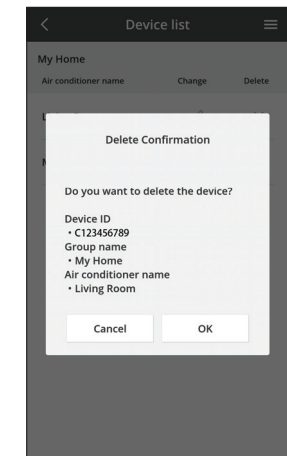 Device list
My Home
Air conditioner name Change Delete
Delete Confirmation
Do you want to delete the device?
Device ID
• C123456789
Group name
• My Home
Air conditioner name
• Living Room
Cancel OK